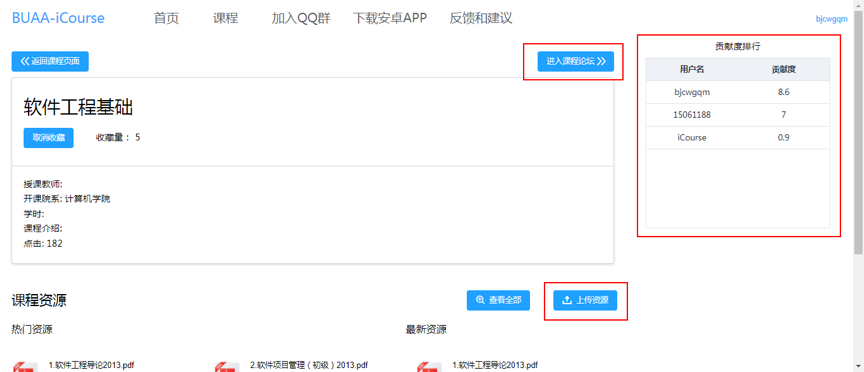 BUAA-iCourse 首页 课程 加入QQ群 下载安卓APP 反馈和建议 bjcwgqm
返回课程页面 进入课程论坛
软件工程基础
取消收藏 收藏量： 5
授课教师:
开课院系: 计算机学院
学时:
课程介绍:
点击: 182
贡献度排行
用户名 贡献度
bjcwgqm 8.6
15061188 7
iCourse 0.9
课程资源 查看全部 上传资源
热门资源 最新资源
1.软件工程导论2013.pdf 2.软件项目管理（初级）2013.pdf 1.软件工程导论2013.pdf